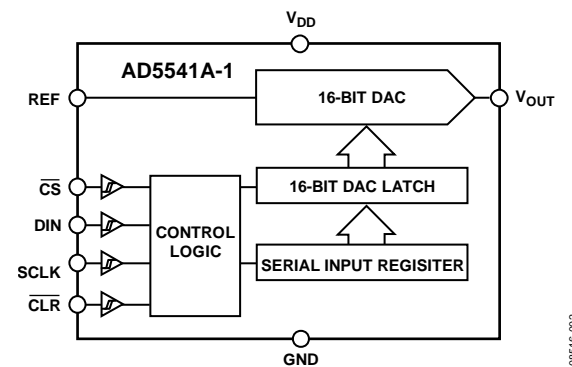 VDD
AD5541A-1
REF
16-BIT DAC
VOUT
CS
16-BIT DAC LATCH
DIN
CONTROL
LOGIC
SCLK
SERIAL INPUT REGISITER
CLR
GND